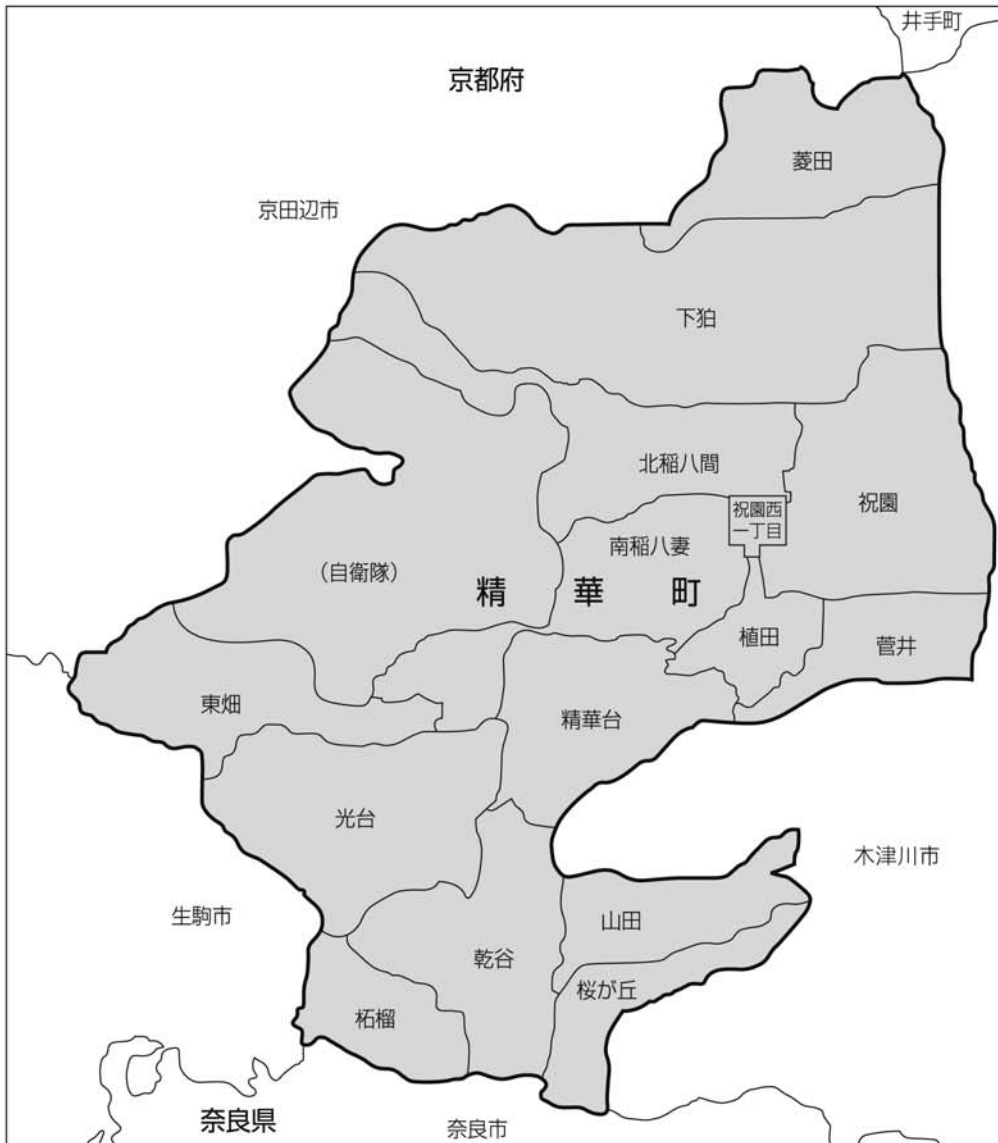 井手町
京都府
菱田
京田辺市
下狛
北稲八間
祝園
祝園西
一丁目
南稲八妻
(自衛隊)
精華町
植田
菅井
東畑
精華台
光台
木津川市
生駒市
山田
乾谷
桜が丘
柘榴
奈良県
奈良市